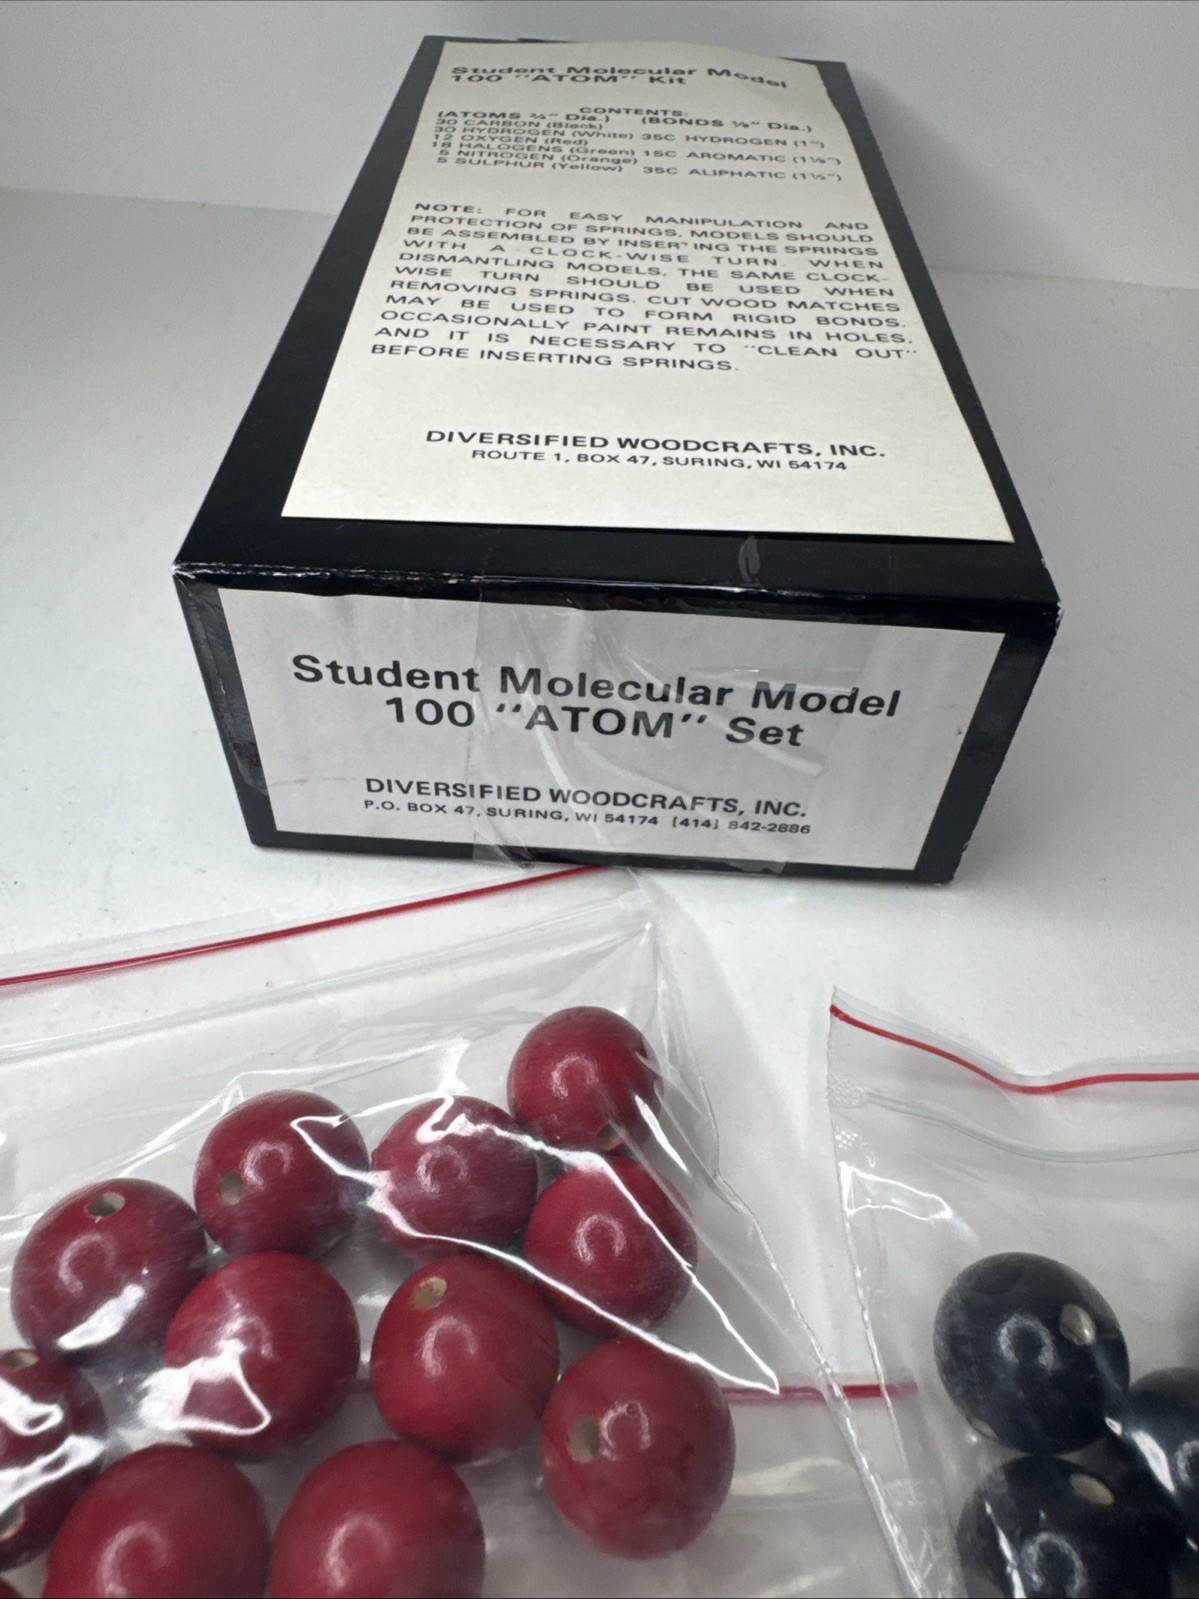 Student Molecular Model
100 "ATOM" Kit
CONTENTS:
(ATOMS ¾" Dia.) (BONDS ⅛" Dia.)
30 CARBON (Black)
30 HYDROGEN (White) 35C HYDROGEN (1")
12 OXYGEN (Red)
18 HALOGENS (Green) 15C AROMATIC (1⅛")
5 NITROGEN (Orange)
5 SULPHUR (Yellow) 35C ALIPHATIC (1½")
NOTE: FOR EASY MANIPULATION AND
PROTECTION OF SPRINGS, MODELS SHOULD
BE ASSEMBLED BY INSERTING THE SPRINGS
WITH A CLOCK-WISE TURN. WHEN
DISMANTLING MODELS, THE SAME CLOCK-
WISE TURN SHOULD BE USED WHEN
REMOVING SPRINGS. CUT WOOD MATCHES
MAY BE USED TO FORM RIGID BONDS.
OCCASIONALLY PAINT REMAINS IN HOLES,
AND IT IS NECESSARY TO "CLEAN OUT"
BEFORE INSERTING SPRINGS.
DIVERSIFIED WOODCRAFTS, INC.
ROUTE 1, BOX 47, SURING, WI 54174
Student Molecular Model
100 "ATOM" Set
DIVERSIFIED WOODCRAFTS, INC.
P.O. BOX 47, SURING, WI 54174 [414] 842-2886